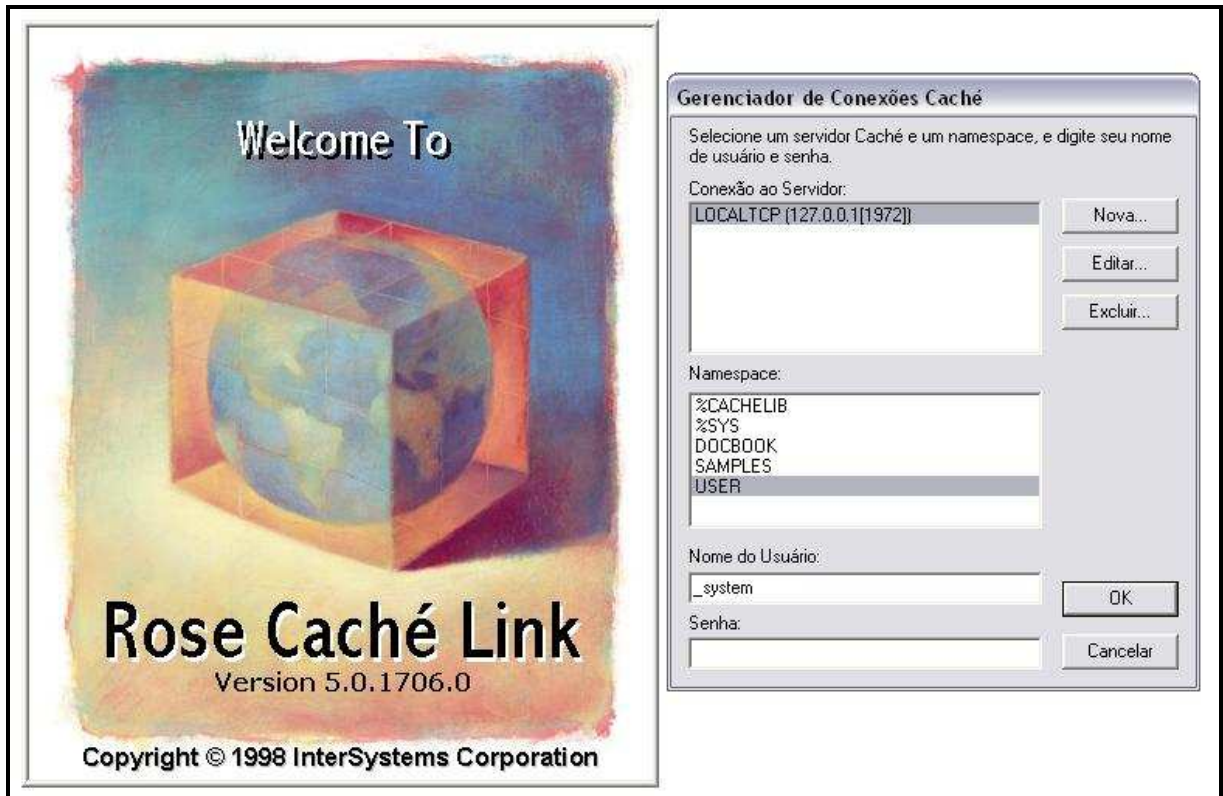 Welcome To
Rose Caché Link
Version 5.0.1706.0
Copyright © 1998 InterSystems Corporation
Gerenciador de Conexões Caché
Selecione um servidor Caché e um namespace, e digite seu nome
de usuário e senha.
Conexão ao Servidor:
LOCALTCP (127.0.0.1[1972])
Nova...
Editar...
Excluir...
Namespace:
%CACHELIB
%SYS
DOCBOOK
SAMPLES
USER
Nome do Usuário:
_system
OK
Senha:
Cancelar